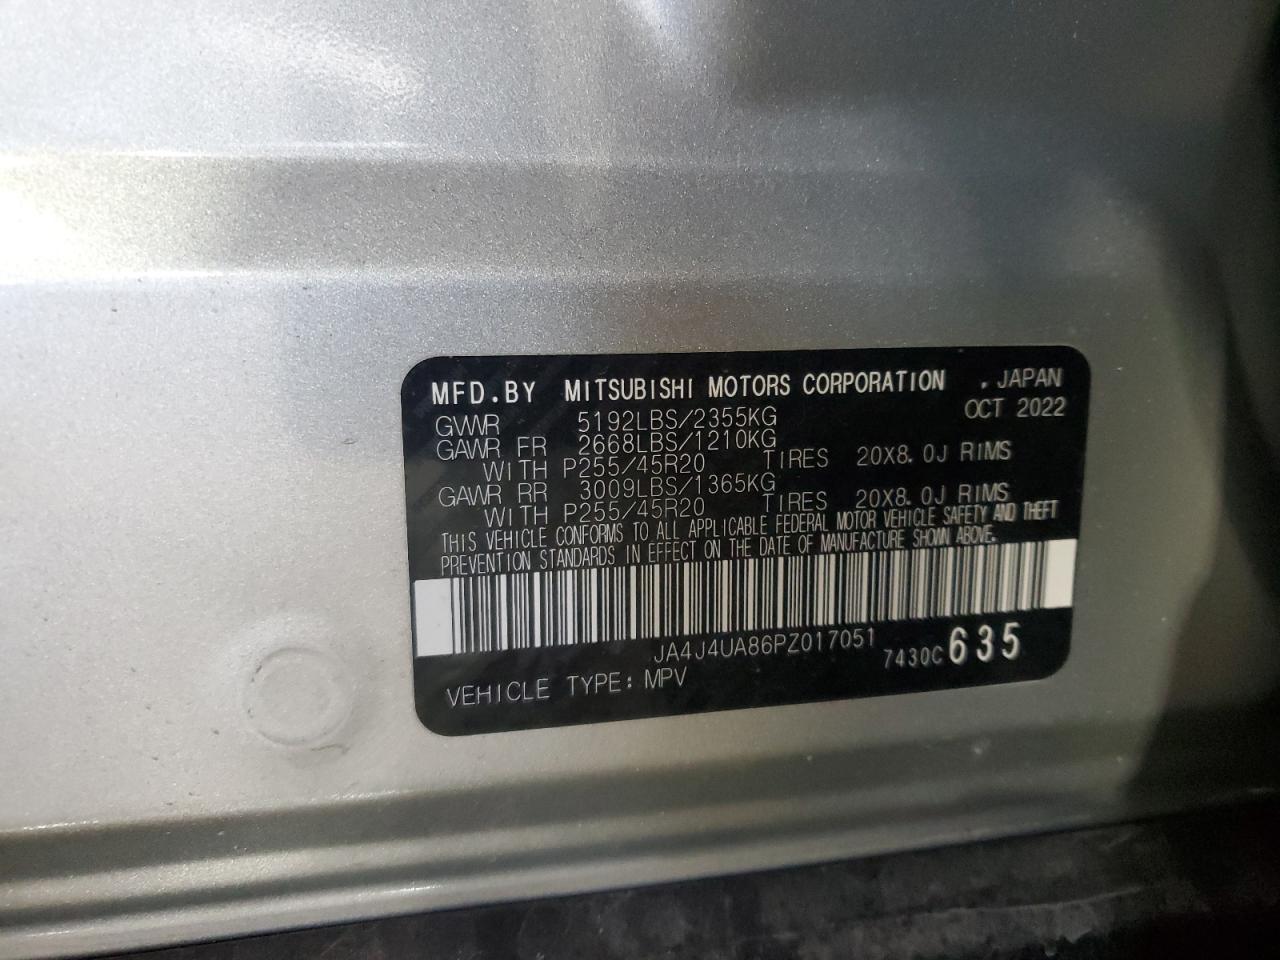 MFD.BY MITSUBISHI MOTORS CORPORATION , JAPAN
GVWR 5192LBS/2355KG OCT 2022
GAWR FR 2668LBS/1210KG
WITH P255/45R20 TIRES 20X8.0J RIMS
GAWR RR 3009LBS/1365KG
WITH P255/45R20 TIRES 20X8.0J RIMS
THIS VEHICLE CONFORMS TO ALL APPLICABLE FEDERAL MOTOR VEHICLE SAFETY AND THEFT
PREVENTION STANDARDS IN EFFECT ON THE DATE OF MANUFACTURE SHOWN ABOVE.
JA4J4UA86PZ017051 7430C635
VEHICLE TYPE: MPV